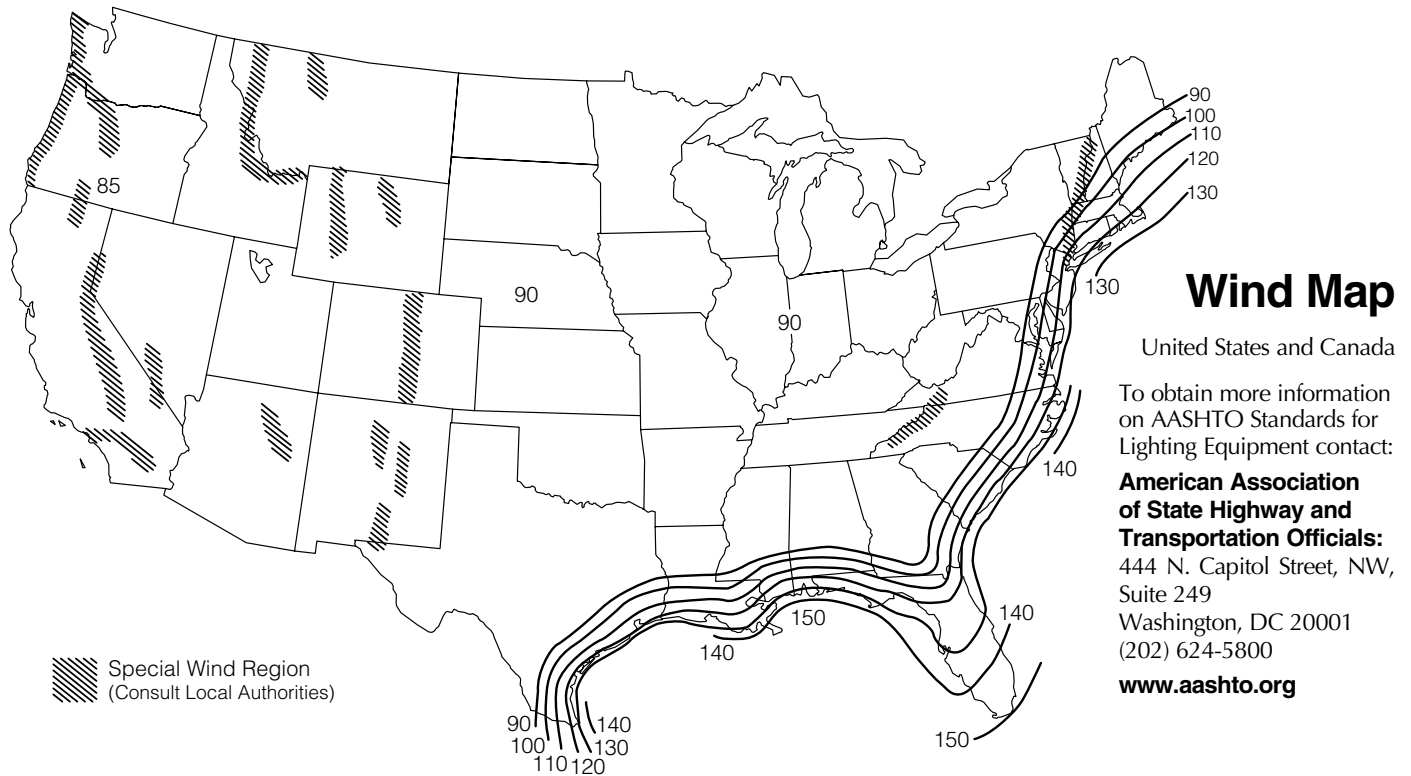 90
100
110
120
130
85
130
Wind Map
90
90
United States and Canada
To obtain more information
on AASHTO Standards for
Lighting Equipment contact:
140
American Association
of State Highway and
Transportation Officials:
444 N. Capitol Street, NW,
Suite 249
Washington, DC 20001
(202) 624-5800
www.aashto.org
150
140
140
Special Wind Region
(Consult Local Authorities)
90
100
110
120
130
140
150